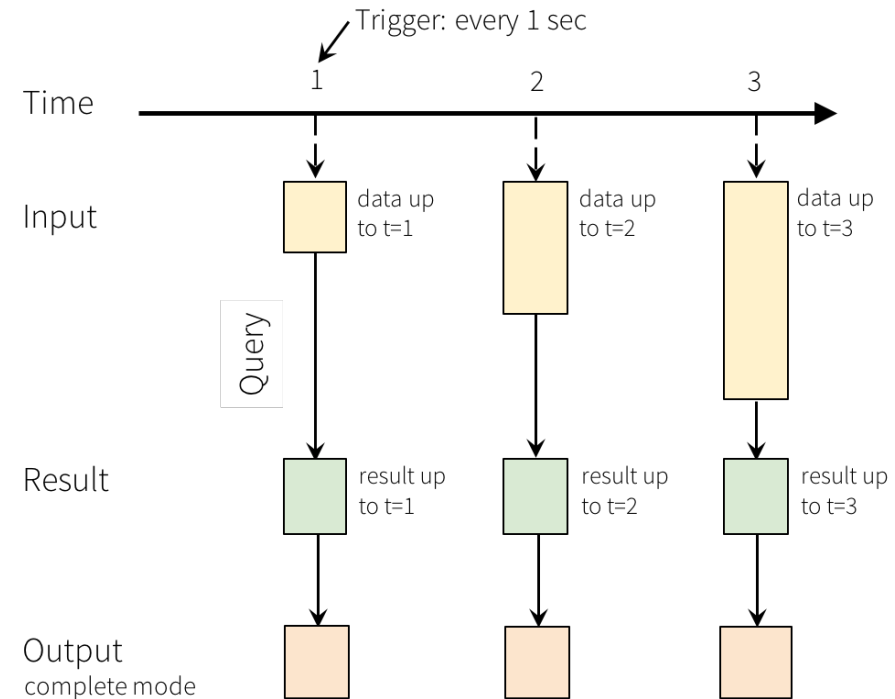 Trigger: every 1 sec
1
2
3
Time
Input
data up
to t=1
data up
to t=2
data up
to t=3
Query
Result
result up
to t=1
result up
to t=2
result up
to t=3
Output
complete mode